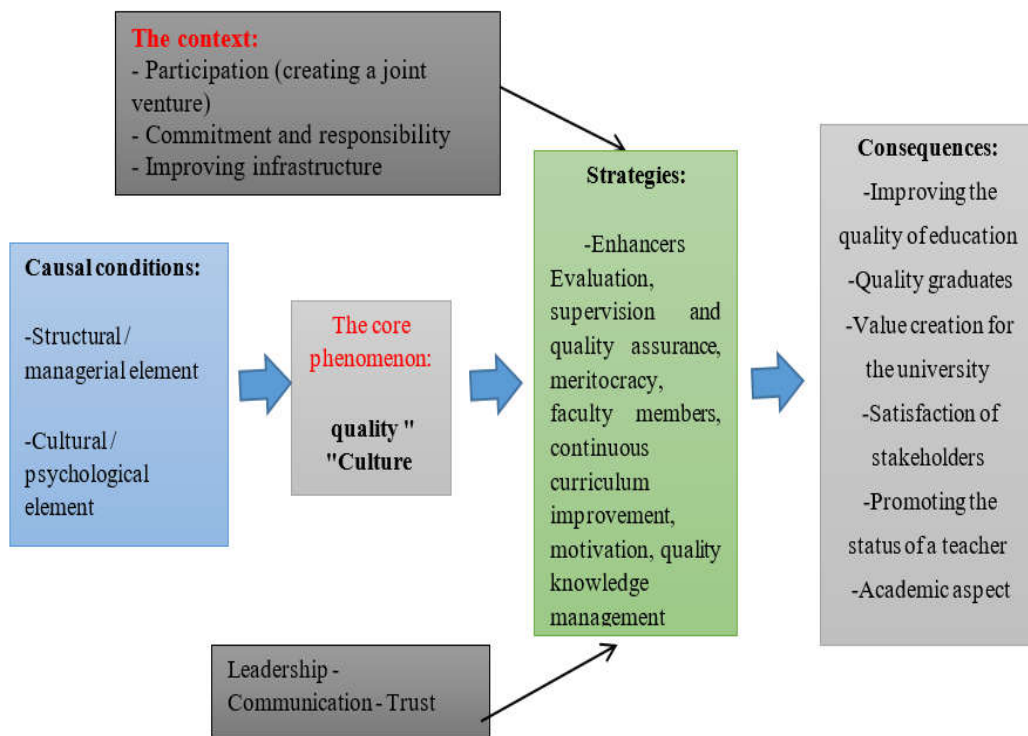 The context:
- Participation (creating a joint
venture)
- Commitment and responsibility
- Improving infrastructure
Causal conditions:
-Structural /
managerial element
-Cultural /
psychological
element
The core
phenomenon:
quality "
"Culture
Strategies:
-Enhancers
Evaluation,
supervision and
quality assurance,
meritocracy,
faculty members,
continuous
curriculum
improvement,
motivation, quality
knowledge
management
Consequences:
-Improving the
quality of education
-Quality graduates
-Value creation for
the university
-Satisfaction of
stakeholders
-Promoting the
status of a teacher
-Academic aspect
Leadership -
Communication - Trust